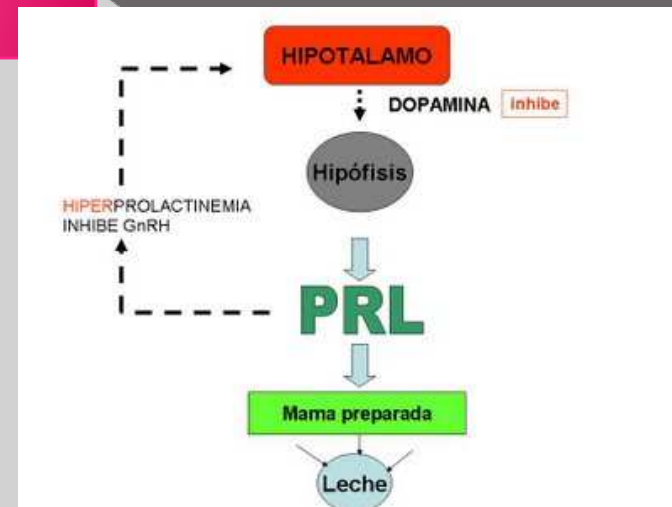 HIPOTALAMO
DOPAMINA inhibe
Hipófisis
HIPERPROLACTINEMIA
INHIBE GnRH
PRL
Mama preparada
Leche